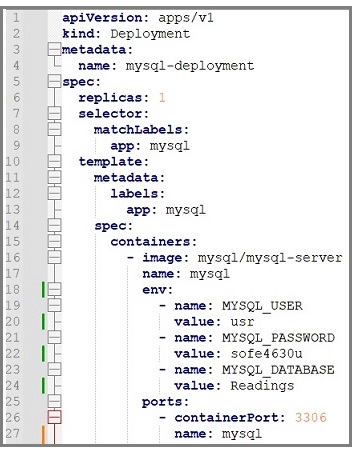 1 apiVersion: apps/v1
2 kind: Deployment
3 metadata:
4 name: mysql-deployment
5 spec:
6 replicas: 1
7 selector:
8 matchLabels:
9 app: mysql
10 template:
11 metadata:
12 labels:
13 app: mysql
14 spec:
15 containers:
16 - image: mysql/mysql-server
17 name: mysql
18 env:
19 - name: MYSQL_USER
20 value: usr
21 - name: MYSQL_PASSWORD
22 value: sofe4630u
23 - name: MYSQL_DATABASE
24 value: Readings
25 ports:
26 - containerPort: 3306
27 name: mysql